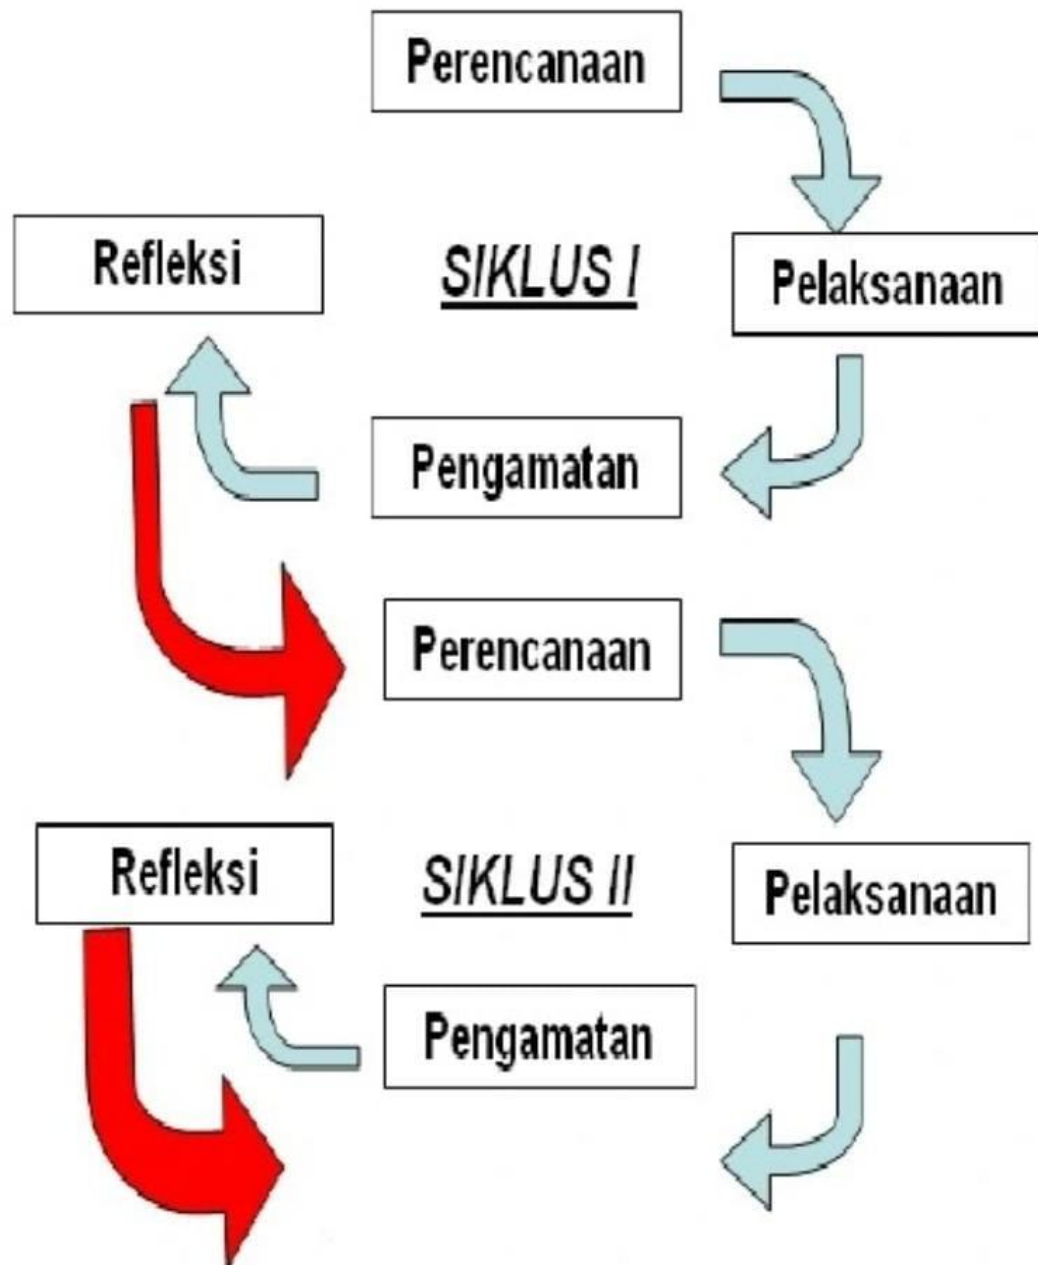 Perencanaan
Refleksi
SIKLUS I
Pelaksanaan
Pengamatan
Perencanaan
Refleksi
SIKLUS II
Pelaksanaan
Pengamatan